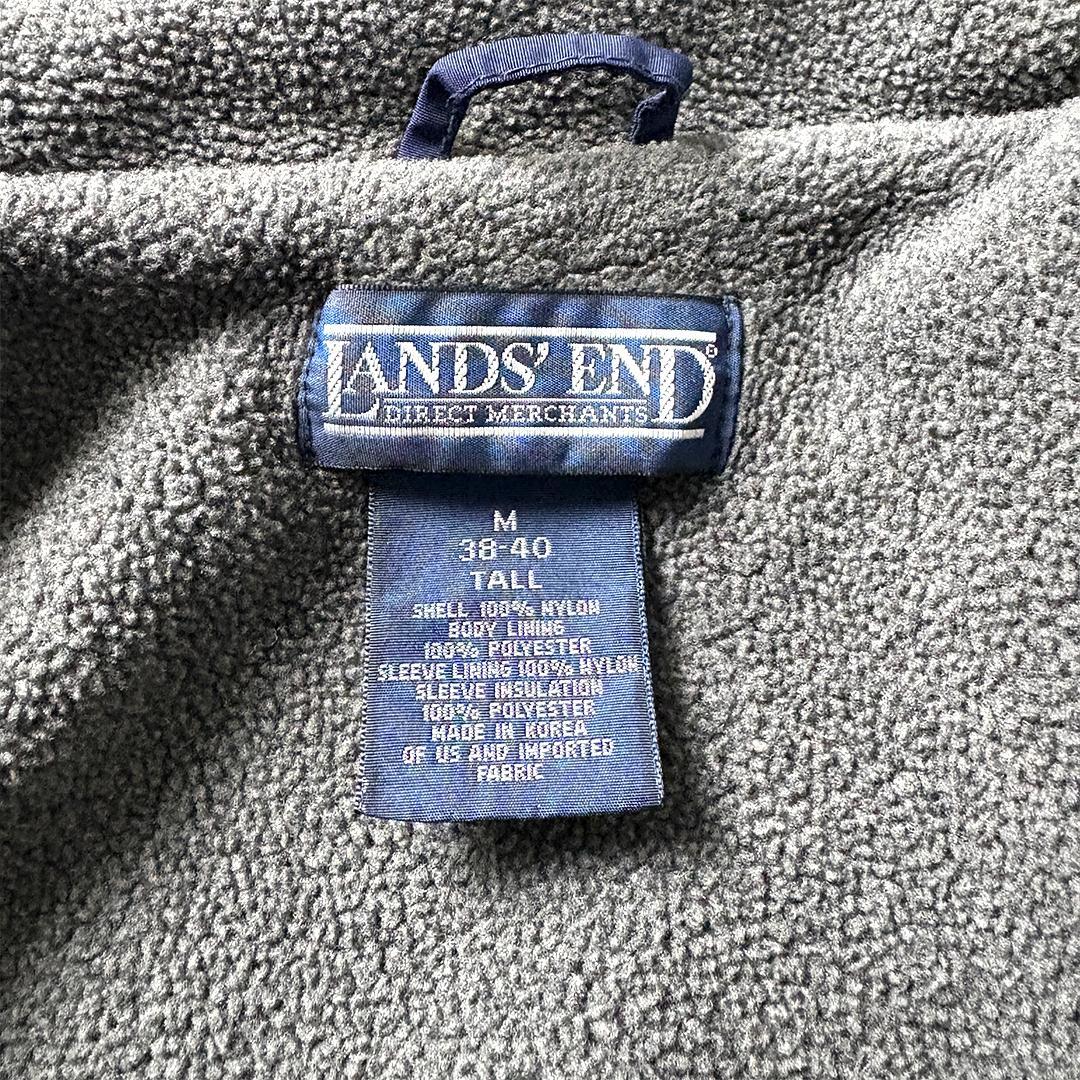 LANDS' END®
DIRECT MERCHANTS
M
38-40
TALL
SHELL 100% NYLON
BODY LINING
100% POLYESTER
SLEEVE LINING 100% NYLON
SLEEVE INSULATION
100% POLYESTER
MADE IN KOREA
OF US AND IMPORTED
FABRIC